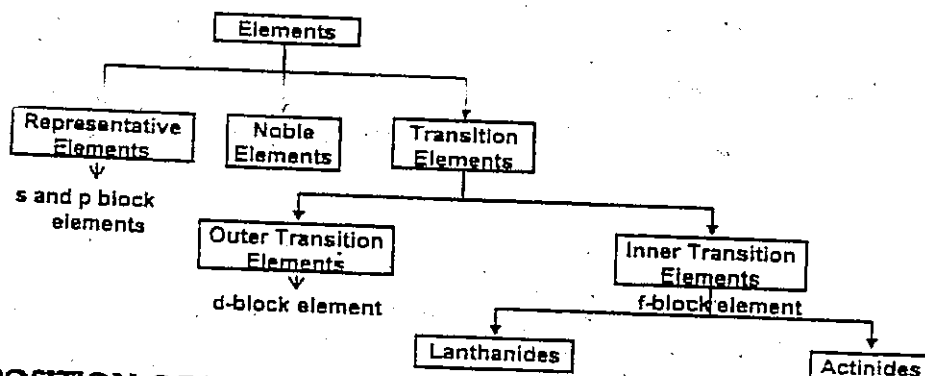 Elements
Representative
Elements
Noble
Elements
Transition
Elements
s and p block
elements
Outer Transition
Elements
Inner Transition
Elements
d-block element
f-block element
Lanthanides
Actinides